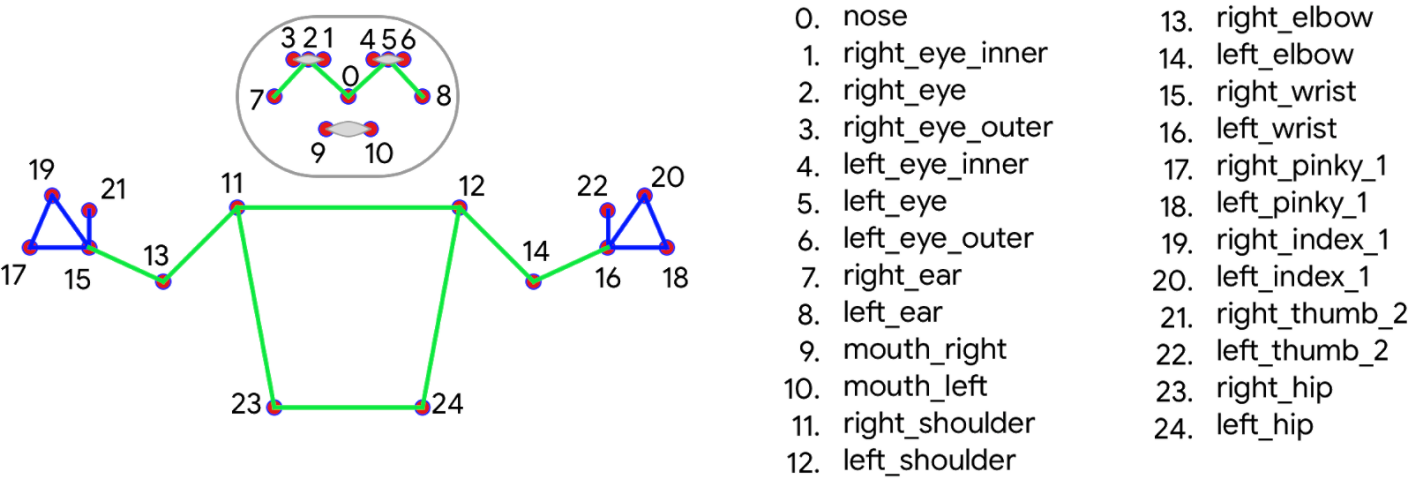 3 2 1 4 5 6
0
7 8
9 10
19 21 11 12 22 20
13 14
17 15 16 18
23 24
0. nose
1. right_eye_inner
2. right_eye
3. right_eye_outer
4. left_eye_inner
5. left_eye
6. left_eye_outer
7. right_ear
8. left_ear
9. mouth_right
10. mouth_left
11. right_shoulder
12. left_shoulder
13. right_elbow
14. left_elbow
15. right_wrist
16. left_wrist
17. right_pinky_1
18. left_pinky_1
19. right_index_1
20. left_index_1
21. right_thumb_2
22. left_thumb_2
23. right_hip
24. left_hip